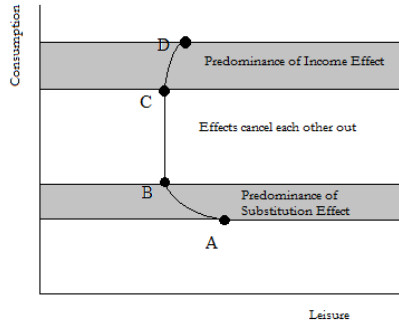 Consumption
D
Predominance of Income Effect
C
Effects cancel each other out
B
Predominance of
Substitution Effect
A
Leisure